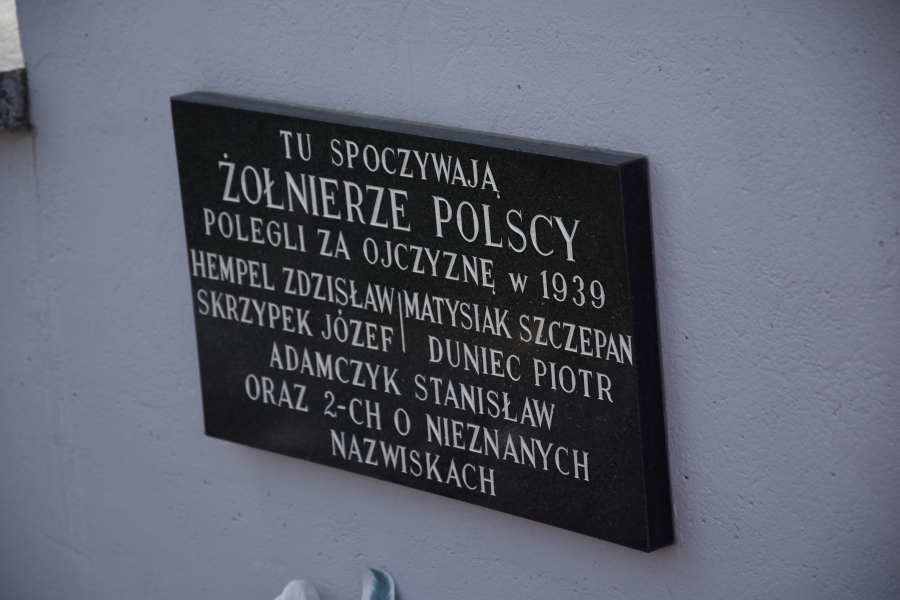 TU SPOCZYWAJĄ
ŻOŁNIERZE POLSCY
POLEGLI ZA OJCZYZNĘ w 1939
HEMPEL ZDZISŁAW | MATYSIAK SZCZEPAN
SKRZYPEK JÓZEF | DUNIEC PIOTR
ADAMCZYK STANISŁAW
ORAZ 2-CH O NIEZNANYCH
NAZWISKACH